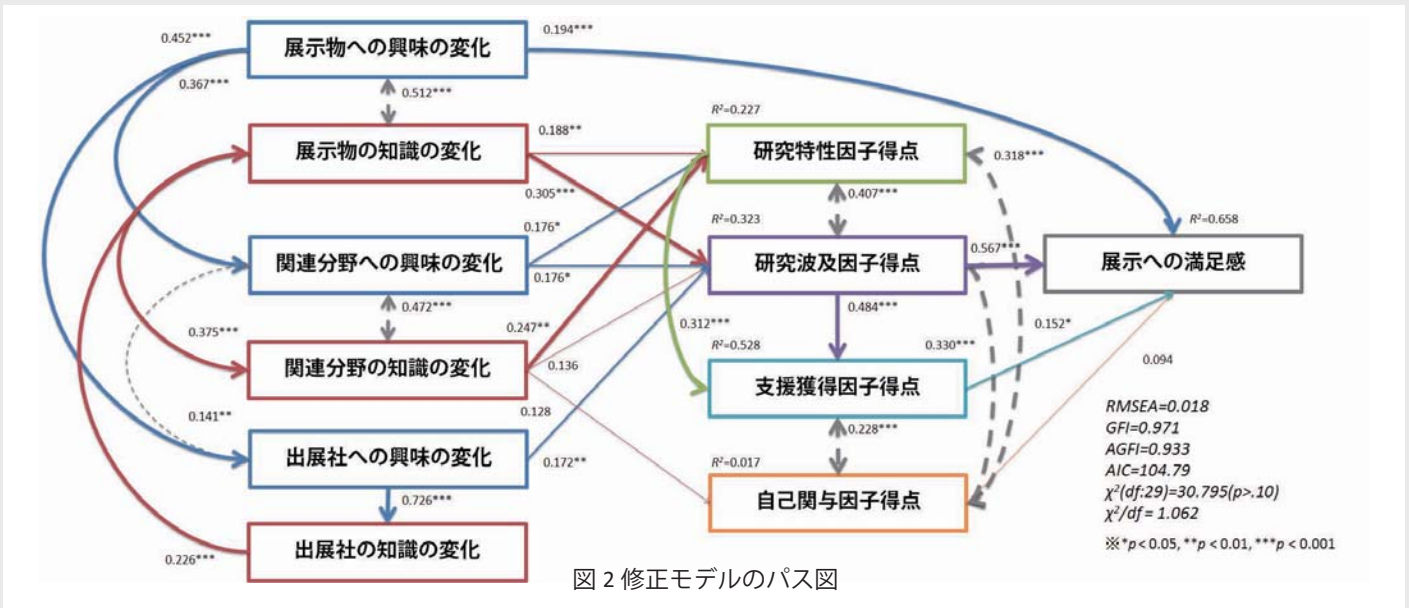 0.452***
展示物への興味の変化
0.194***
0.367***
0.512***
R²=0.227
0.188**
展示物の知識の変化
研究特性因子得点
0.318***
0.305***
0.407***
0.176*
R²=0.323
R²=0.658
関連分野への興味の変化
研究波及因子得点
0.567***
展示への満足感
0.176*
0.472***
0.484***
0.375***
0.247**
0.312***
0.152*
R²=0.528
0.330***
関連分野の知識の変化
0.136
0.094
支援獲得因子得点
0.141**
0.128
0.228***
出展社への興味の変化
0.172**
R²=0.017
0.726***
自己関与因子得点
出展社の知識の変化
0.226***
RMSEA=0.018
GFI=0.971
AGFI=0.933
AIC=104.79
χ²(df:29)=30.795(p>.10)
χ²/df = 1.062
※*p < 0.05, **p < 0.01, ***p < 0.001
図 2 修正モデルのパス図